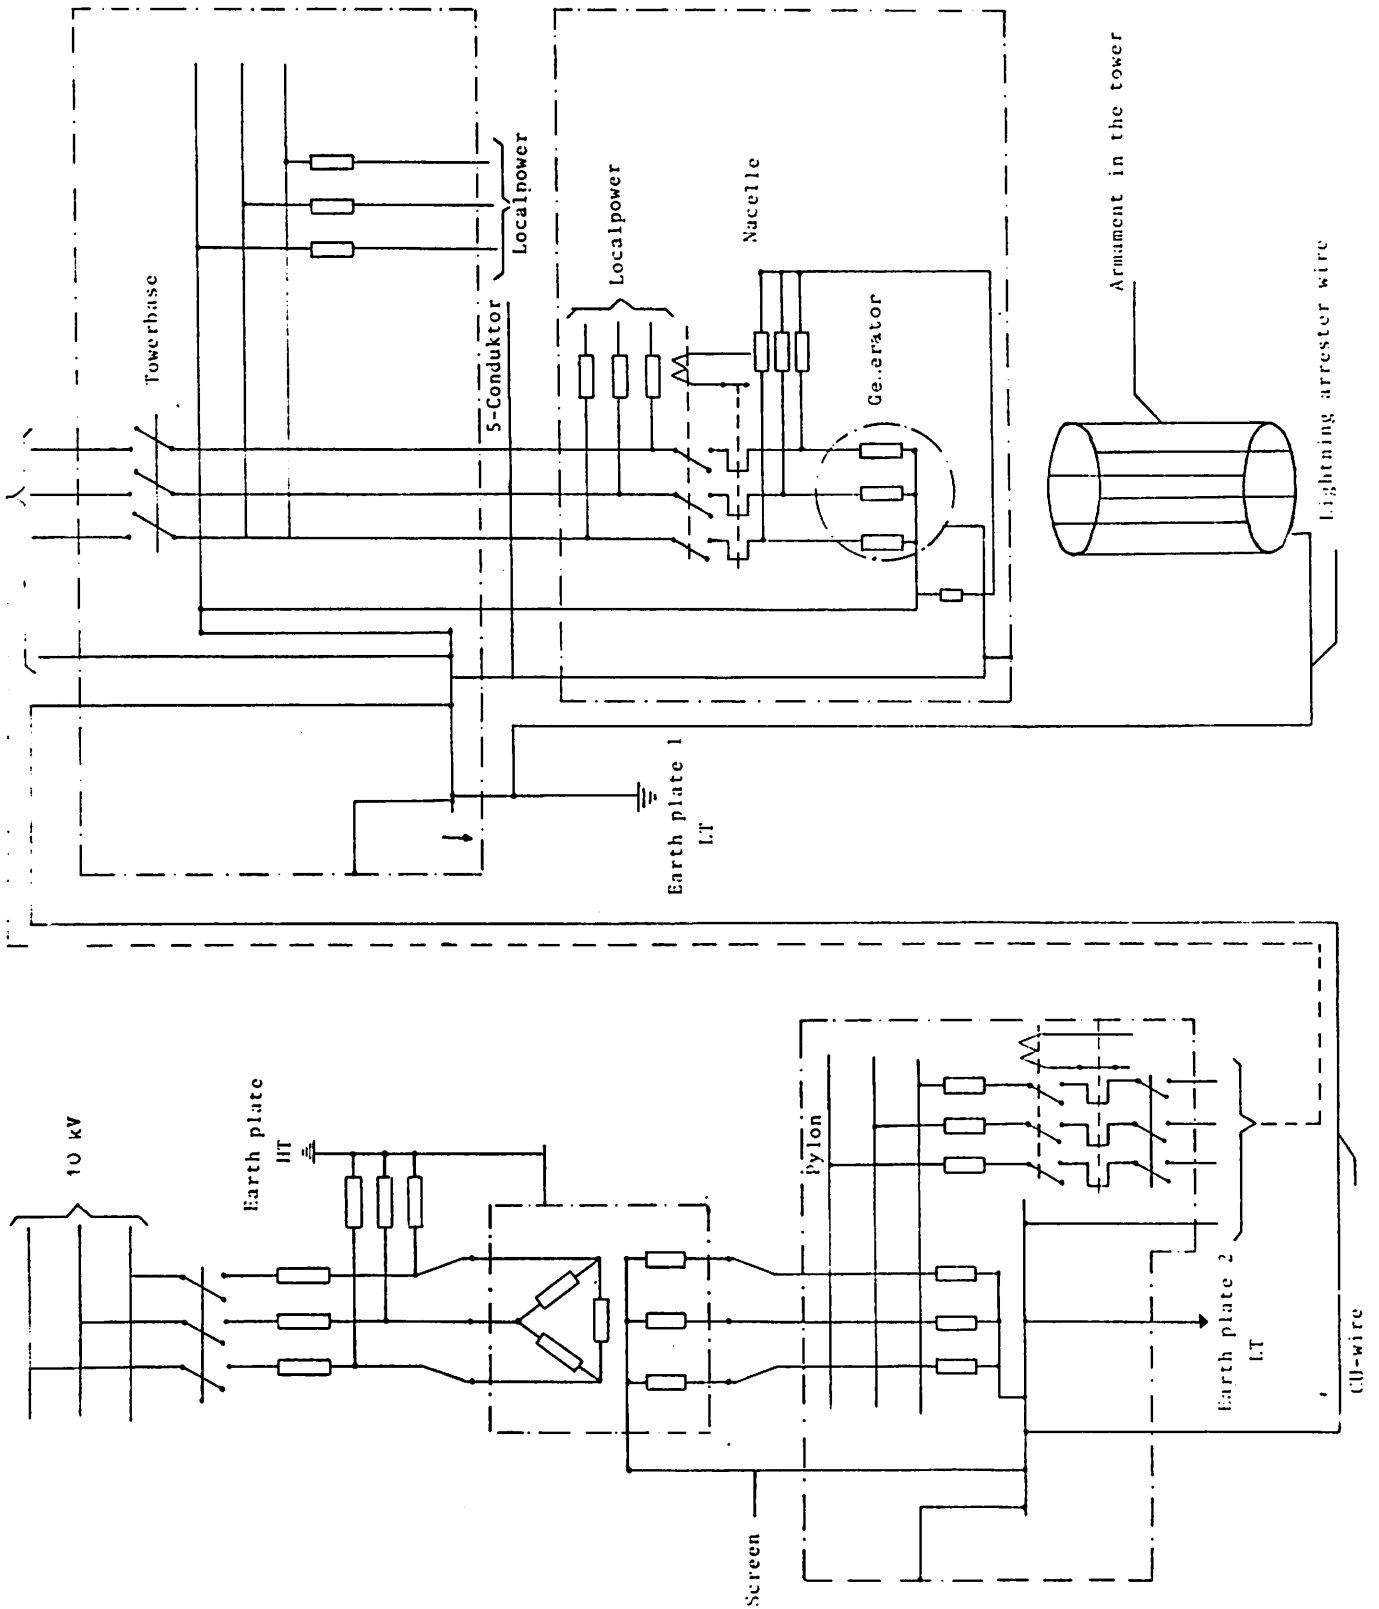 10 kV
Earth plate
HT
Screen
Pylon
Earth plate 2
LT
CU-wire
Towerbase
Localpower
5-Conduktor
Earth plate 1
LT
Localpower
Nacelle
Generator
Armament in the tower
Lightning arrester wire